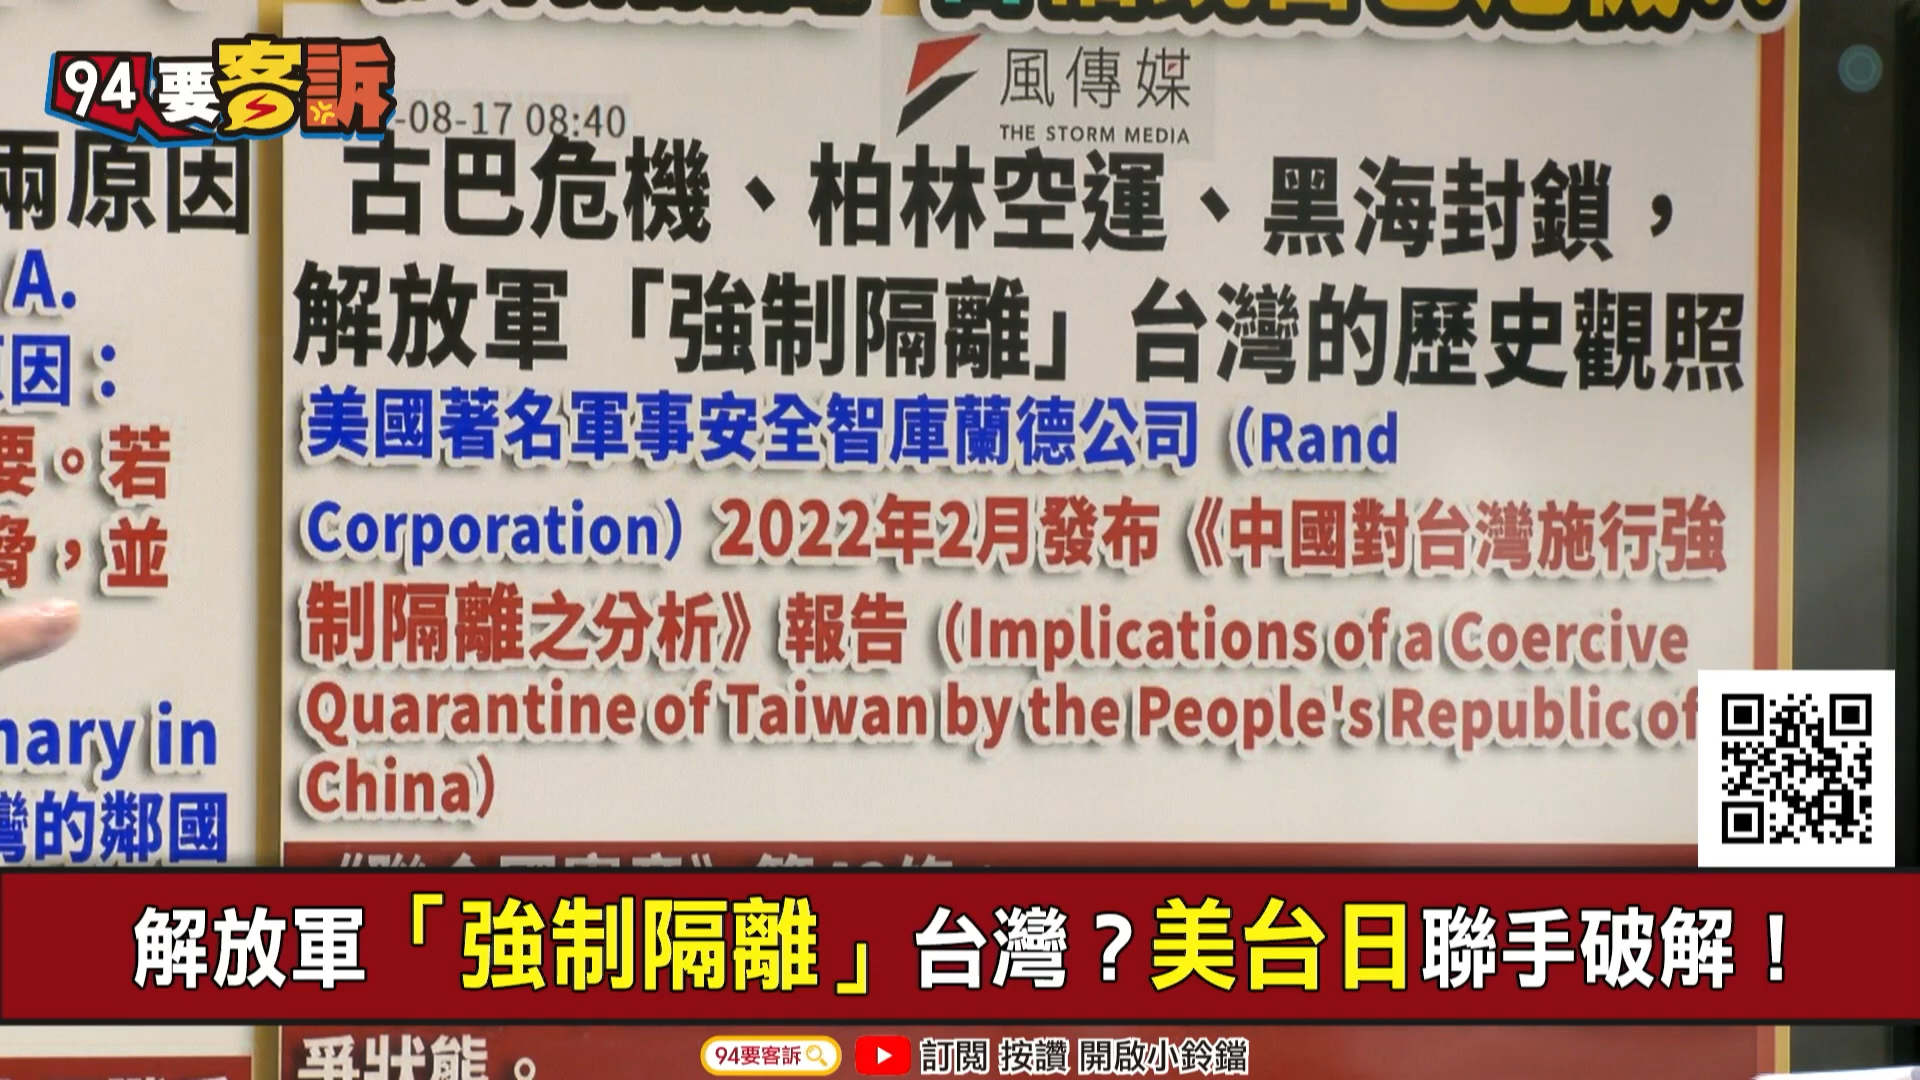 94要客訴
-08-17 08:40
風傳媒
THE STORM MEDIA
兩原因
A.
因：
要。若
脅，並
nary in
灣的鄰國
古巴危機、柏林空運、黑海封鎖，
解放軍「強制隔離」台灣的歷史觀照
美國著名軍事安全智庫蘭德公司（Rand
Corporation）2022年2月發布《中國對台灣施行強
制隔離之分析》報告（Implications of a Coercive
Quarantine of Taiwan by the People's Republic of
China）
解放軍「強制隔離」台灣？美台日聯手破解！
爭狀態。
94要客訴
訂閱 按讚 開啟小鈴鐺